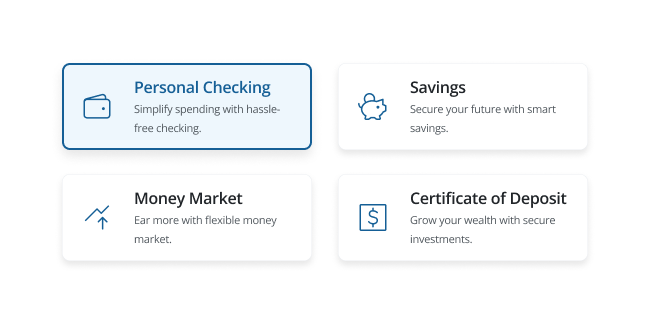 Personal Checking
Simplify spending with hassle-
free checking.
Savings
Secure your future with smart
savings.
Money Market
Ear more with flexible money
market.
Certificate of Deposit
Grow your wealth with secure
investments.